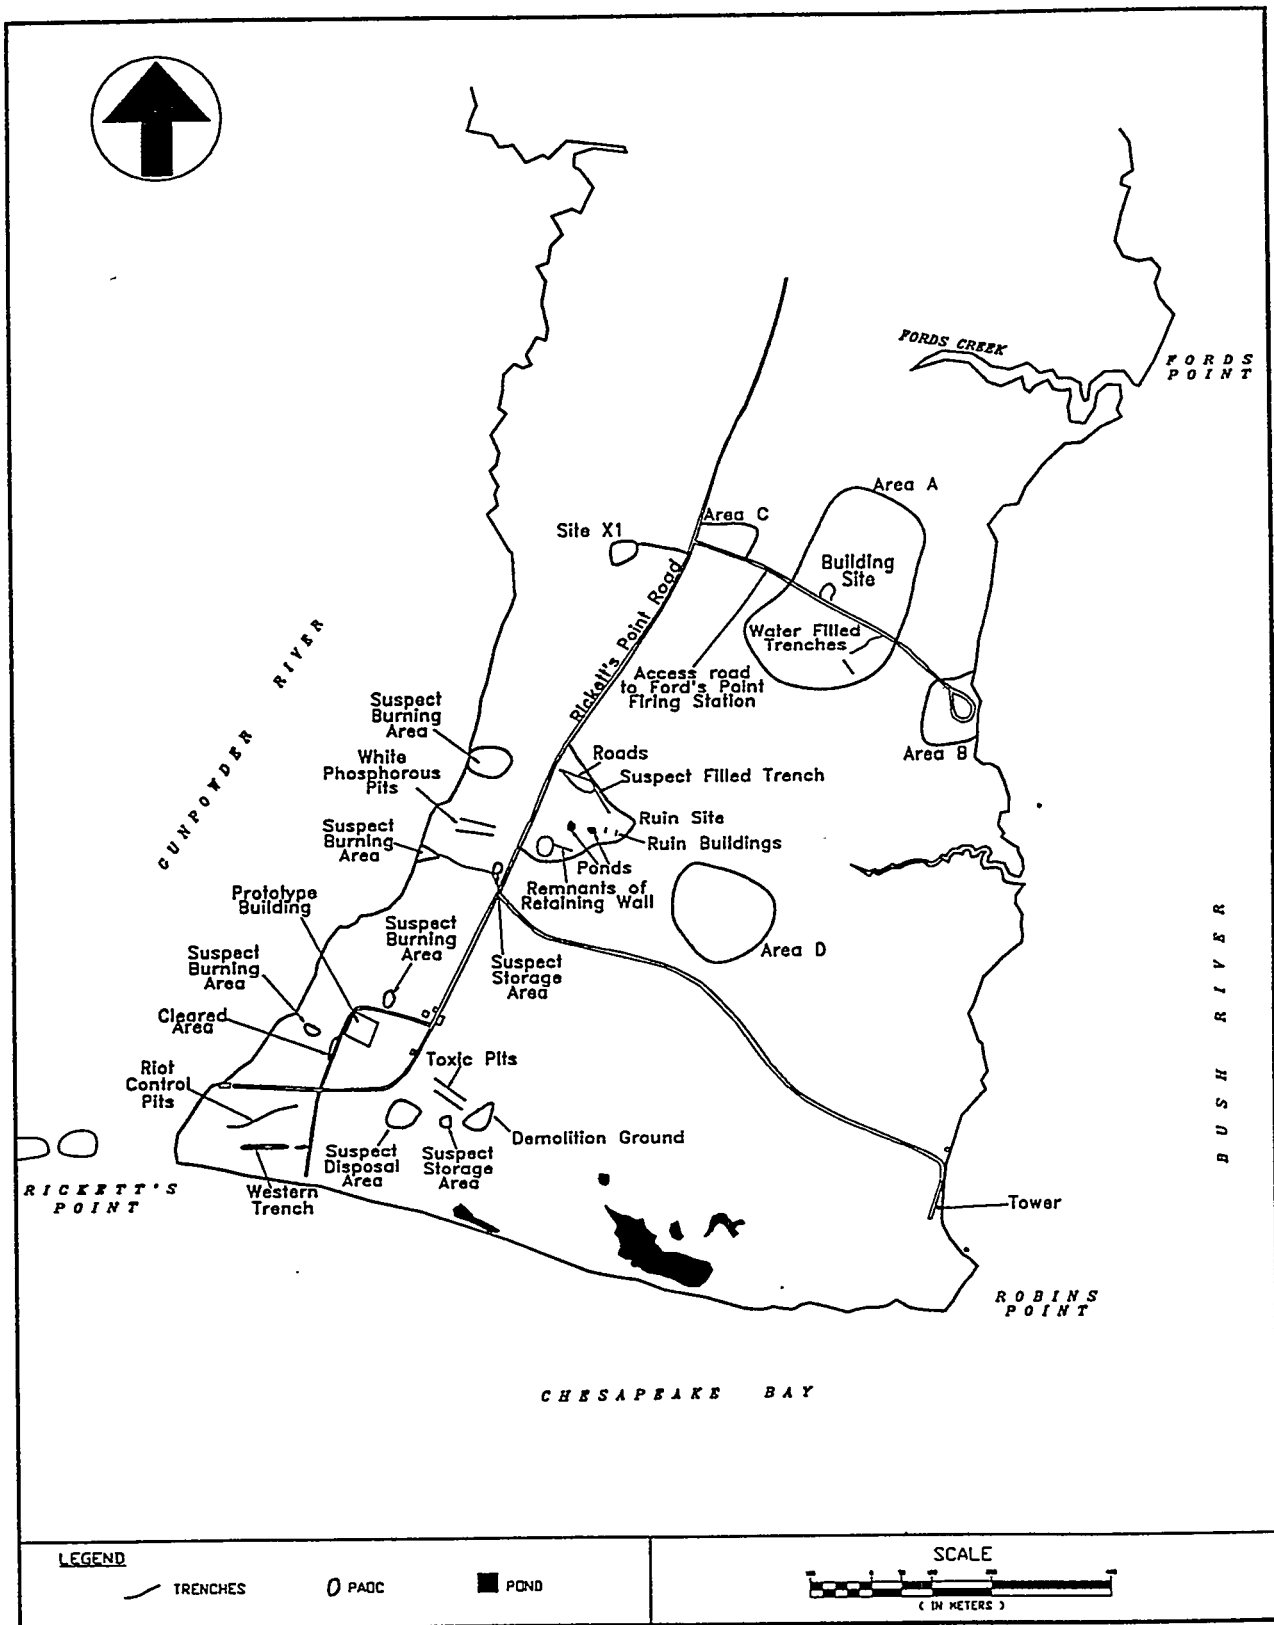 FORDS CREEK
FORDS
POINT
Area A
Area C
Site X1
Building
Site
Rickett's Point Road
Water Filled
Trenches
Access road
to Ford's Point
Firing Station
GUNPOWDER RIVER
Suspect
Burning
Area
Area B
White
Phosphorous
Pits
Roads
Suspect Filled Trench
Ruin Site
Ruin Buildings
Suspect
Burning
Area
Ponds
Remnants of
Retaining Wall
Prototype
Building
Suspect
Burning
Area
Area D
Suspect
Burning
Area
Suspect
Storage
Area
BUSH RIVER
Cleared
Area
Toxic Pits
Riot
Control
Pits
Demolition Ground
Suspect
Disposal
Area
Suspect
Storage
Area
RICKETT'S
POINT
Western
Trench
Tower
ROBINS
POINT
CHESAPEAKE BAY
LEGEND
TRENCHES
PAOC
POND
SCALE
( IN METERS )